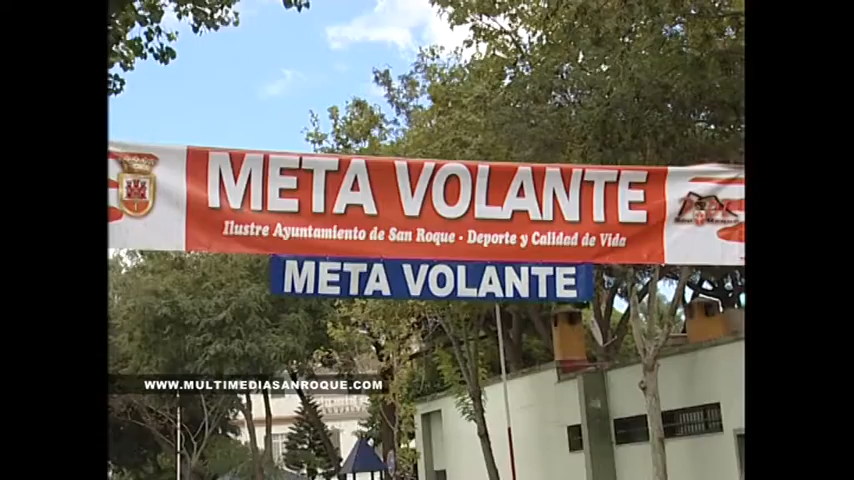 META VOLANTE
Ilustre Ayuntamiento de San Roque · Deporte y Calidad de Vida
META VOLANTE
WWW.MULTIMEDIASANROQUE.COM